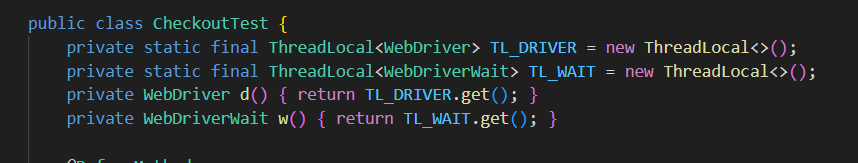 public class CheckoutTest {
private static final ThreadLocal<WebDriver> TL_DRIVER = new ThreadLocal<>();
private static final ThreadLocal<WebDriverWait> TL_WAIT = new ThreadLocal<>();
private WebDriver d() { return TL_DRIVER.get(); }
private WebDriverWait w() { return TL_WAIT.get(); }